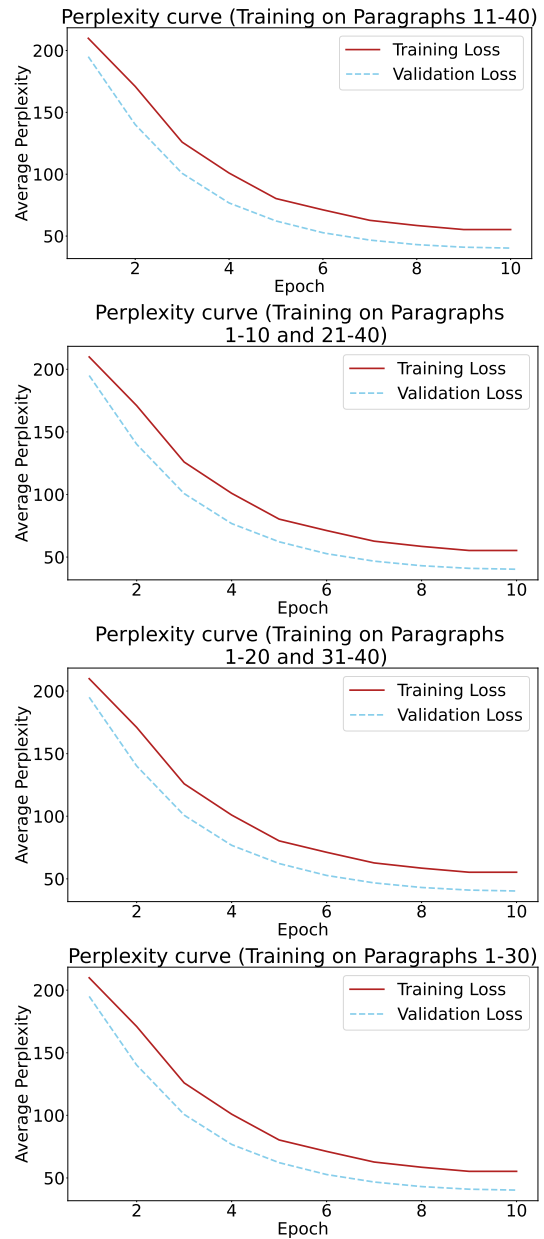 Perplexity curve (Training on Paragraphs 11-40)
Training Loss
Validation Loss
Average Perplexity
200
150
100
50
2 4 6 8 10
Epoch
Perplexity curve (Training on Paragraphs
1-10 and 21-40)
Training Loss
Validation Loss
Average Perplexity
200
150
100
50
2 4 6 8 10
Epoch
Perplexity curve (Training on Paragraphs
1-20 and 31-40)
Training Loss
Validation Loss
Average Perplexity
200
150
100
50
2 4 6 8 10
Epoch
Perplexity curve (Training on Paragraphs 1-30)
Training Loss
Validation Loss
Average Perplexity
200
150
100
50
2 4 6 8 10
Epoch